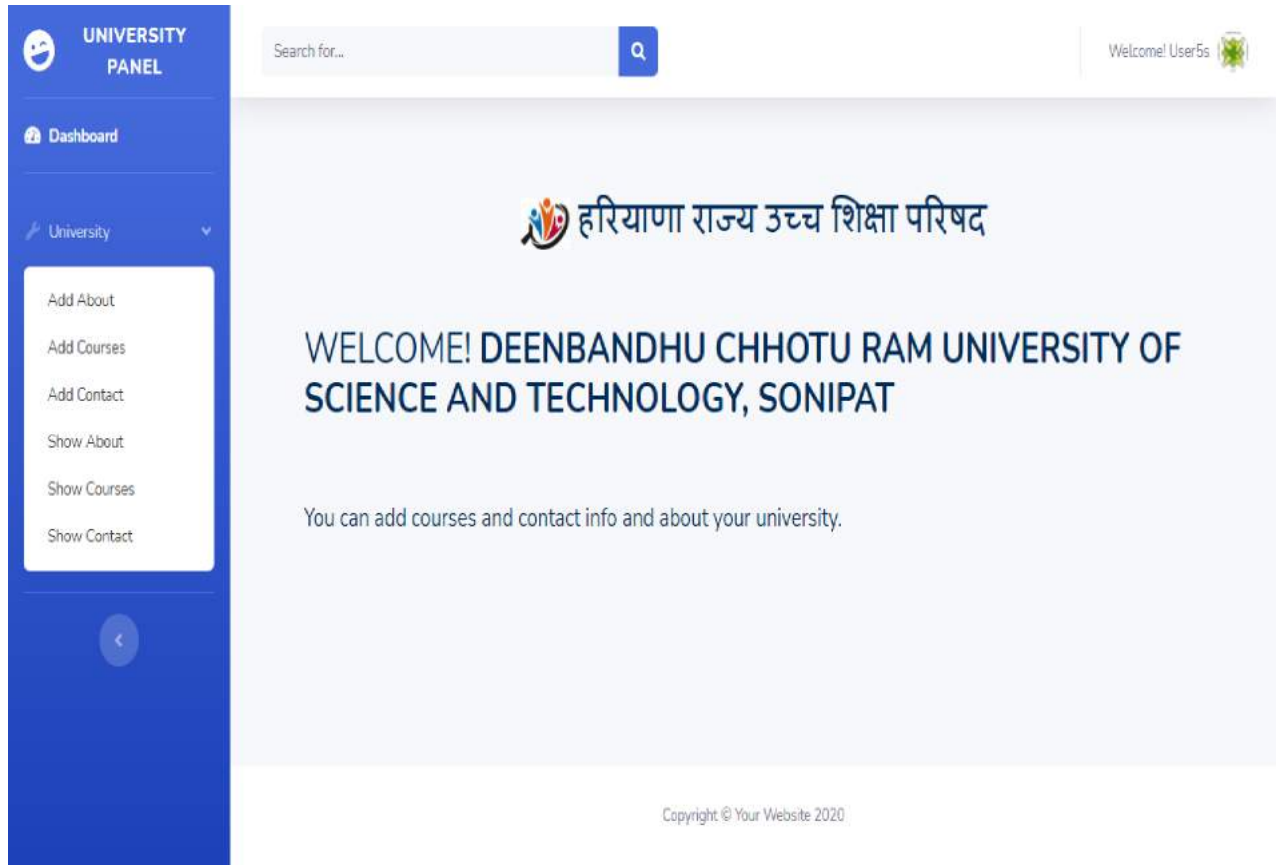 UNIVERSITY
PANEL
Search for...
Welcome! User5s
Dashboard
University
Add About
Add Courses
Add Contact
Show About
Show Courses
Show Contact
हरियाणा राज्य उच्च शिक्षा परिषद
WELCOME! DEENBANDHU CHHOTU RAM UNIVERSITY OF
SCIENCE AND TECHNOLOGY, SONIPAT
You can add courses and contact info and about your university.
Copyright © Your Website 2020